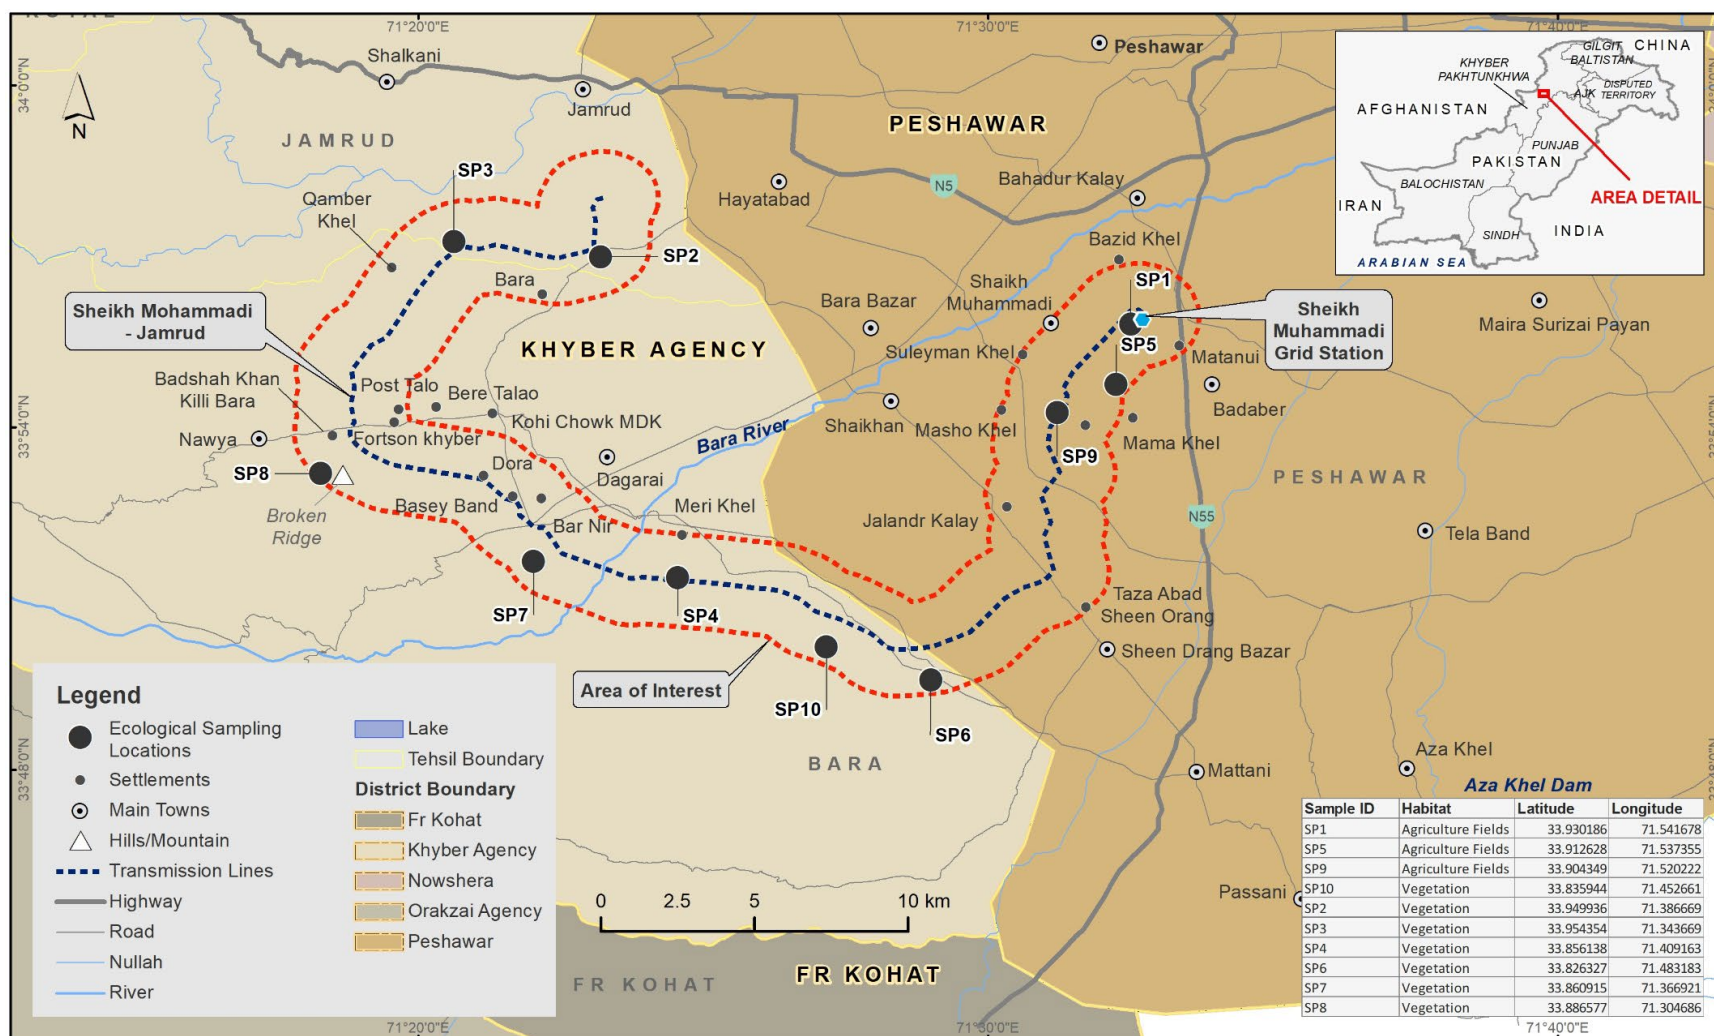 71°20'0"E
71°30'0"E
71°40'0"E
34°0'0"N
33°54'0"N
33°48'0"N
N
Shalkani
Jamrud
JAMRUD
Peshawar
PESHAWAR
Hayatabad
N5
Bahadur Kalay
SP3
Qamber
Khel
SP2
Bara
Bazid Khel
SP1
Shaikh
Muhammadi
Bara Bazar
Suleyman Khel
SP5
Sheikh
Muhammadi
Grid Station
Matanui
Badaber
Maira Surizai Payan
Sheikh Mohammadi
- Jamrud
KHYBER AGENCY
Badshah Khan
Killi Bara
Post Talo
Bere Talao
Kohi Chowk MDK
Fortson khyber
Nawya
SP8
Broken
Ridge
Dora
Basey Band
Bar Nir
Dagarai
Meri Khel
Bara River
Shaikhan
Masho Khel
Mama Khel
SP9
Jalandr Kalay
PESHAWAR
N55
Tela Band
SP7
SP4
Taza Abad
Sheen Orang
Sheen Drang Bazar
Area of Interest
SP10
SP6
BARA
Mattani
Aza Khel
Aza Khel Dam
Passani
0 2.5 5 10 km
FR KOHAT
FR KOHAT
CHINA
GILGIT
BALTISTAN
KHYBER
PAKHTUNKHWA
DISPUTED
TERRITORY
AJK
AFGHANISTAN
PUNJAB
PAKISTAN
BALOCHISTAN
AREA DETAIL
IRAN
SINDH
INDIA
ARABIAN SEA
Legend
Ecological Sampling
Locations
Settlements
Main Towns
Hills/Mountain
Transmission Lines
Highway
Road
Nullah
River
Lake
Tehsil Boundary
District Boundary
Fr Kohat
Khyber Agency
Nowshera
Orakzai Agency
Peshawar
Sample ID Habitat Latitude Longitude
SP1 Agriculture Fields 33.930186 71.541678
SP5 Agriculture Fields 33.912628 71.537355
SP9 Agriculture Fields 33.904349 71.520222
SP10 Vegetation 33.835944 71.452661
SP2 Vegetation 33.949936 71.386669
SP3 Vegetation 33.954354 71.343669
SP4 Vegetation 33.856138 71.409163
SP6 Vegetation 33.826327 71.483183
SP7 Vegetation 33.860915 71.366921
SP8 Vegetation 33.886577 71.304686
71°20'0"E
71°30'0"E
71°40'0"E
33°54'0"N